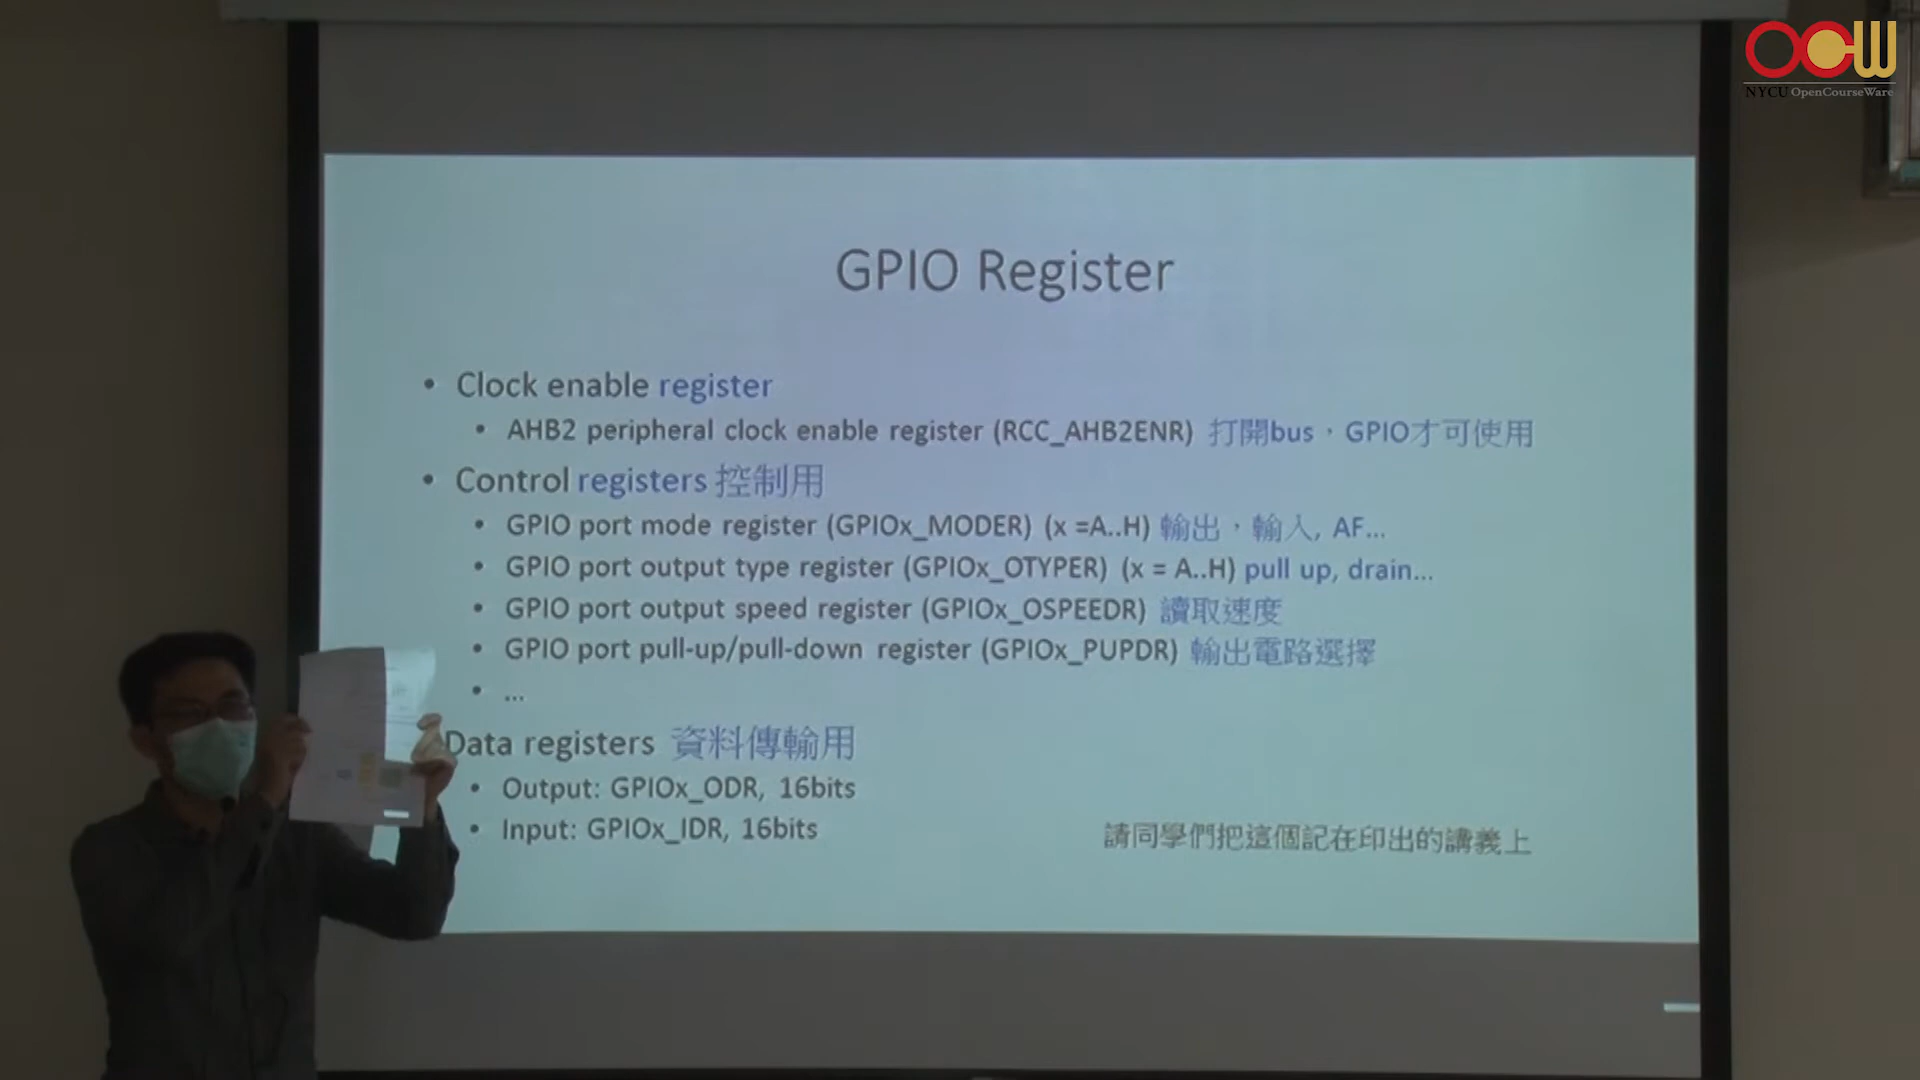 OCW
NYCU OpenCourseWare
GPIO Register
• Clock enable register
• AHB2 peripheral clock enable register (RCC_AHB2ENR) 打開bus，GPIO才可使用
• Control registers 控制用
• GPIO port mode register (GPIOx_MODER) (x =A..H) 輸出，輸入, AF...
• GPIO port output type register (GPIOx_OTYPER) (x = A..H) pull up, drain...
• GPIO port output speed register (GPIOx_OSPEEDR) 讀取速度
• GPIO port pull-up/pull-down register (GPIOx_PUPDR) 輸出電路選擇
• ...
Data registers 資料傳輸用
• Output: GPIOx_ODR, 16bits
• Input: GPIOx_IDR, 16bits
請同學們把這個記在印出的講義上